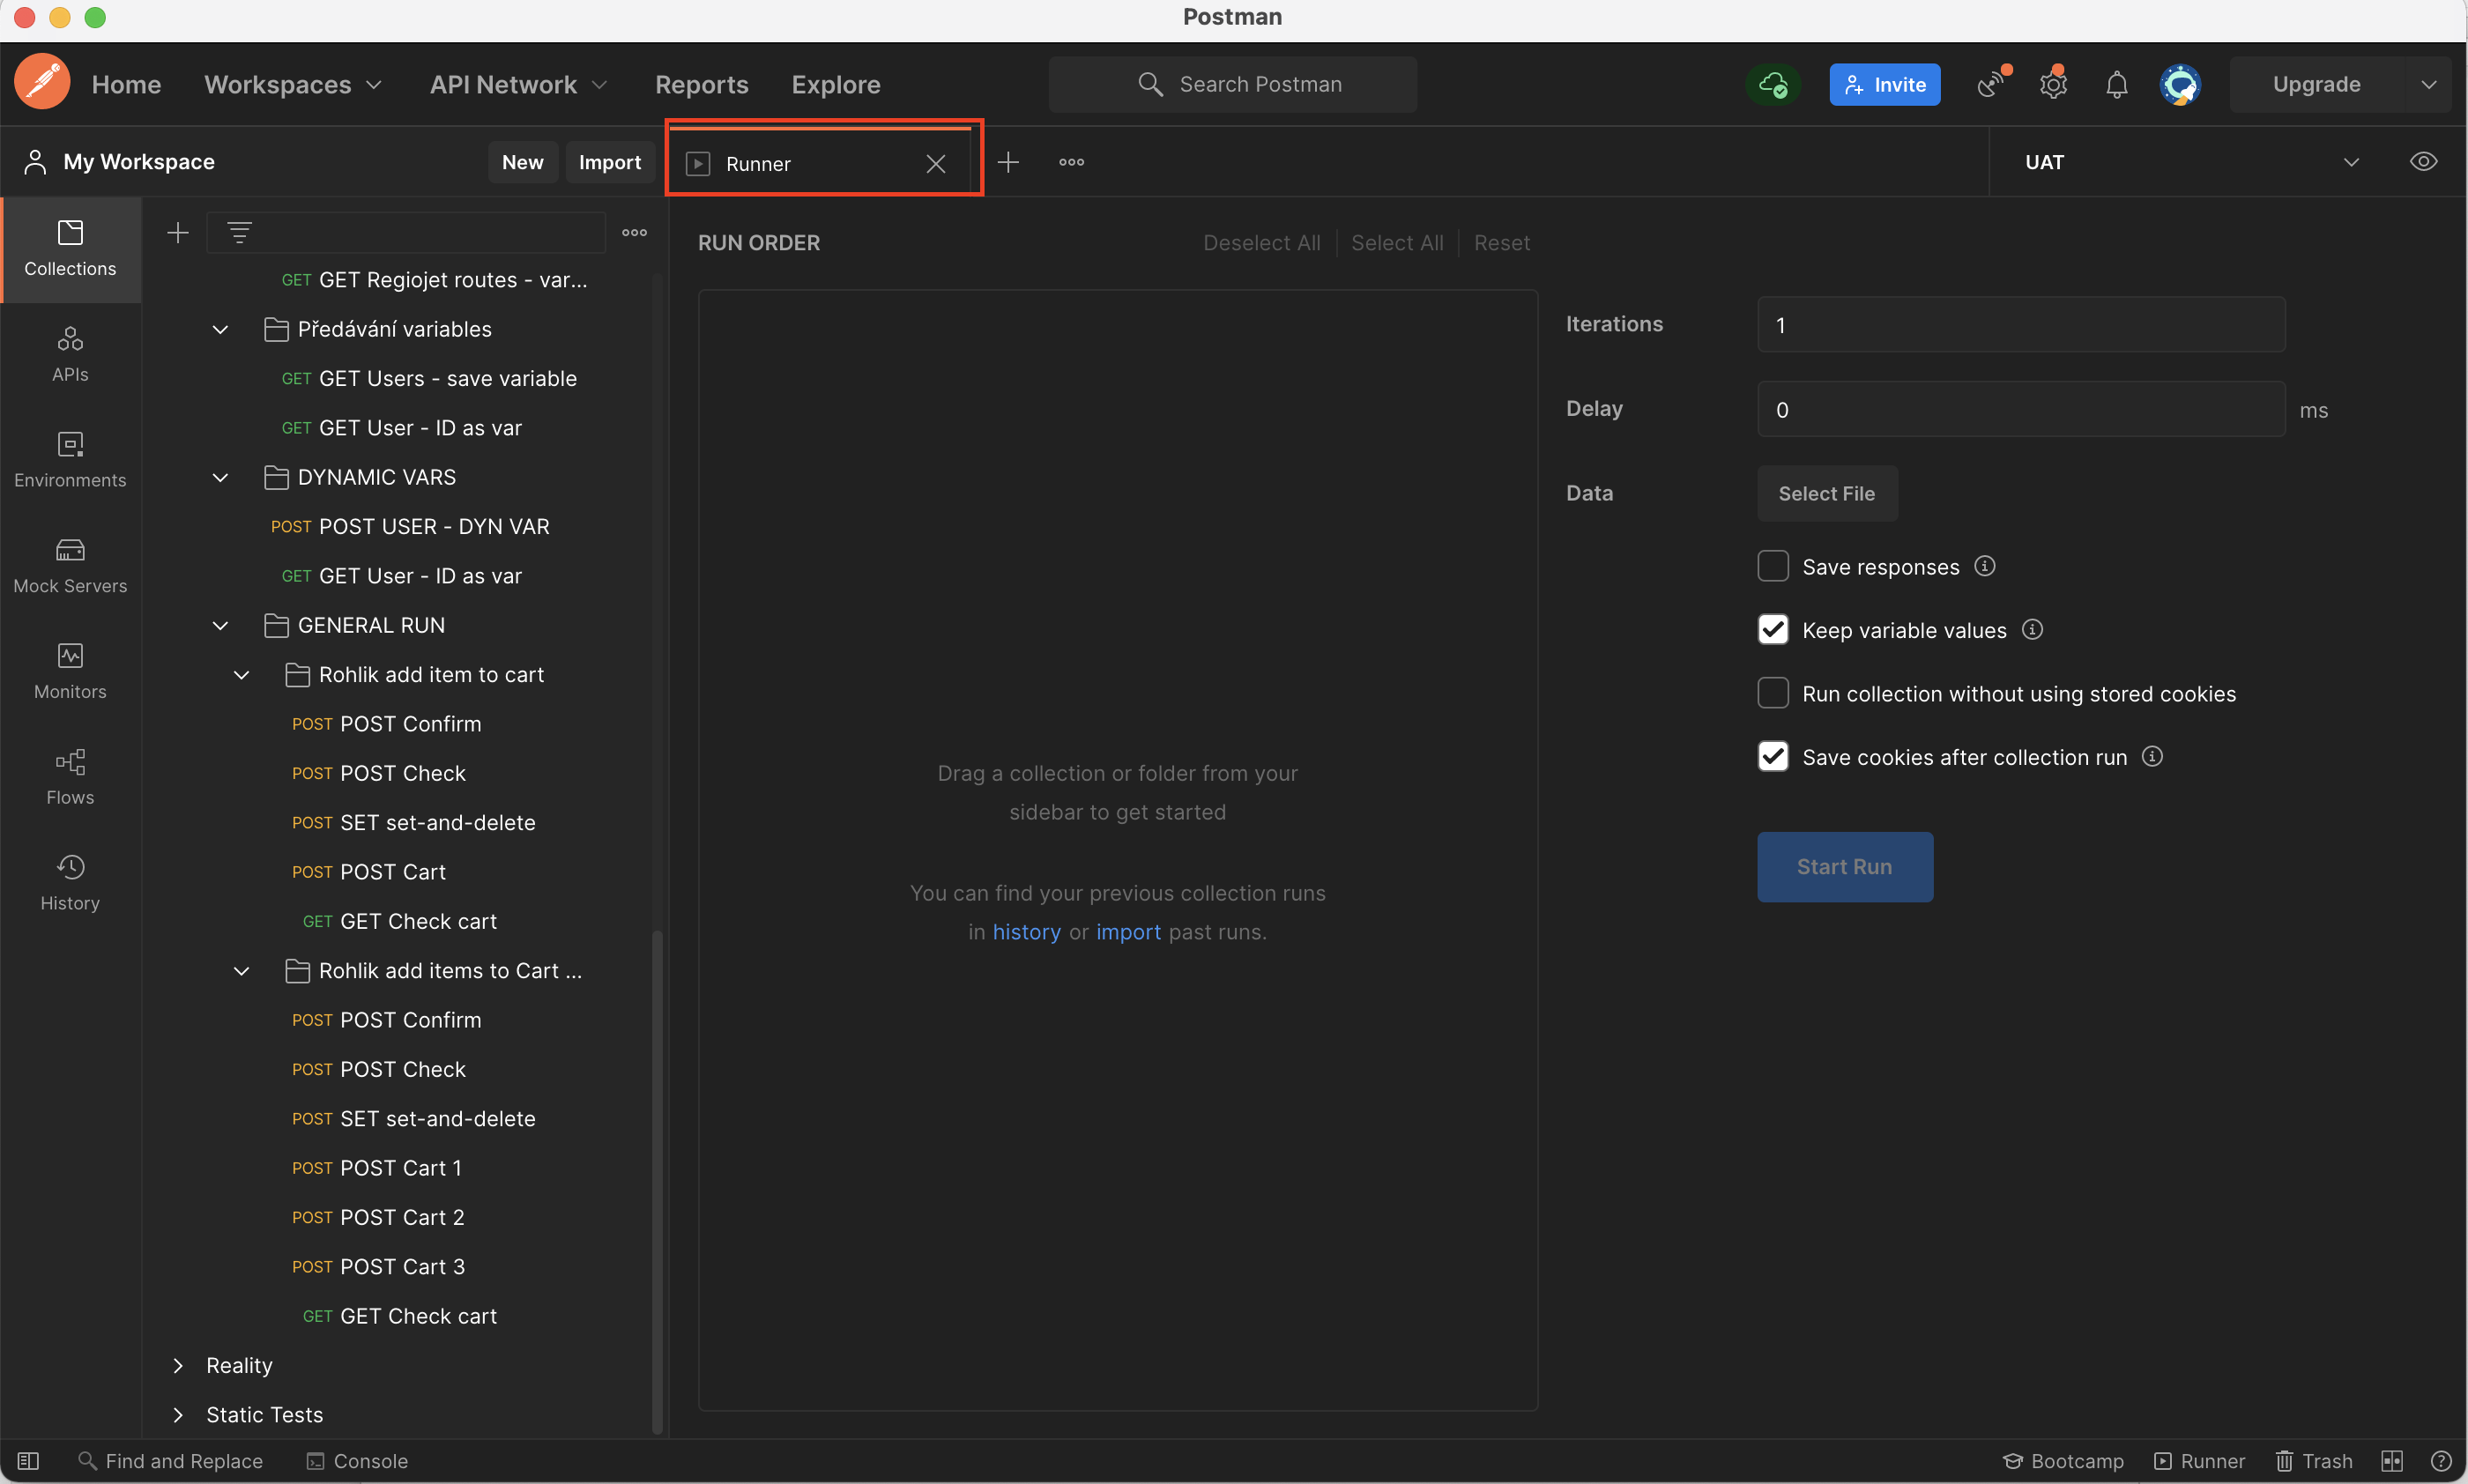 Postman
Home
Workspaces
API Network
Reports
Explore
Search Postman
Invite
Upgrade
My Workspace
New
Import
Runner
UAT
Collections
APIs
Environments
Mock Servers
Monitors
Flows
History
GET GET Regiojet routes - var...
Předávání variables
GET GET Users - save variable
GET GET User - ID as var
DYNAMIC VARS
POST POST USER - DYN VAR
GET GET User - ID as var
GENERAL RUN
Rohlik add item to cart
POST POST Confirm
POST POST Check
POST SET set-and-delete
POST POST Cart
GET GET Check cart
Rohlik add items to Cart ...
POST POST Confirm
POST POST Check
POST SET set-and-delete
POST POST Cart 1
POST POST Cart 2
POST POST Cart 3
GET GET Check cart
Reality
Static Tests
RUN ORDER
Deselect All
Select All
Reset
Drag a collection or folder from your
sidebar to get started
You can find your previous collection runs
in history or import past runs.
Iterations
1
Delay
0
ms
Data
Select File
Save responses
Keep variable values
Run collection without using stored cookies
Save cookies after collection run
Start Run
Find and Replace
Console
Bootcamp
Runner
Trash